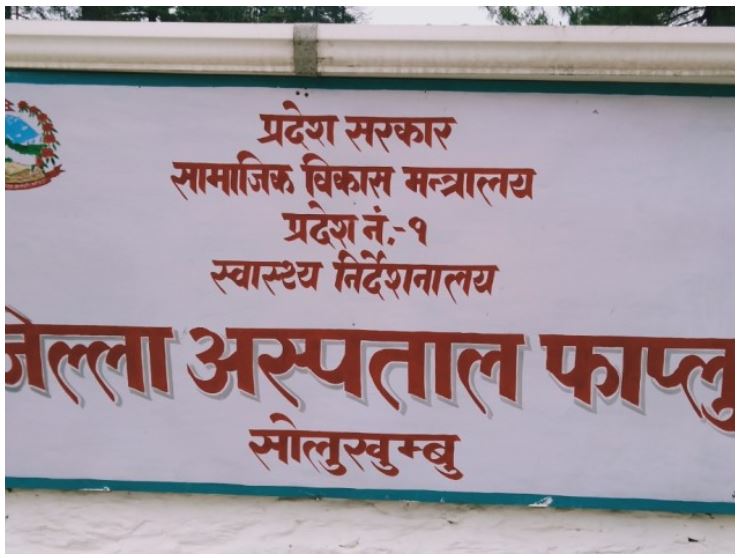 प्रदेश सरकार
सामाजिक विकास मन्त्रालय
प्रदेश नं.-१
स्वास्थ्य निर्देशनालय
जिल्ला अस्पताल फाप्लु
सोलुखुम्बु